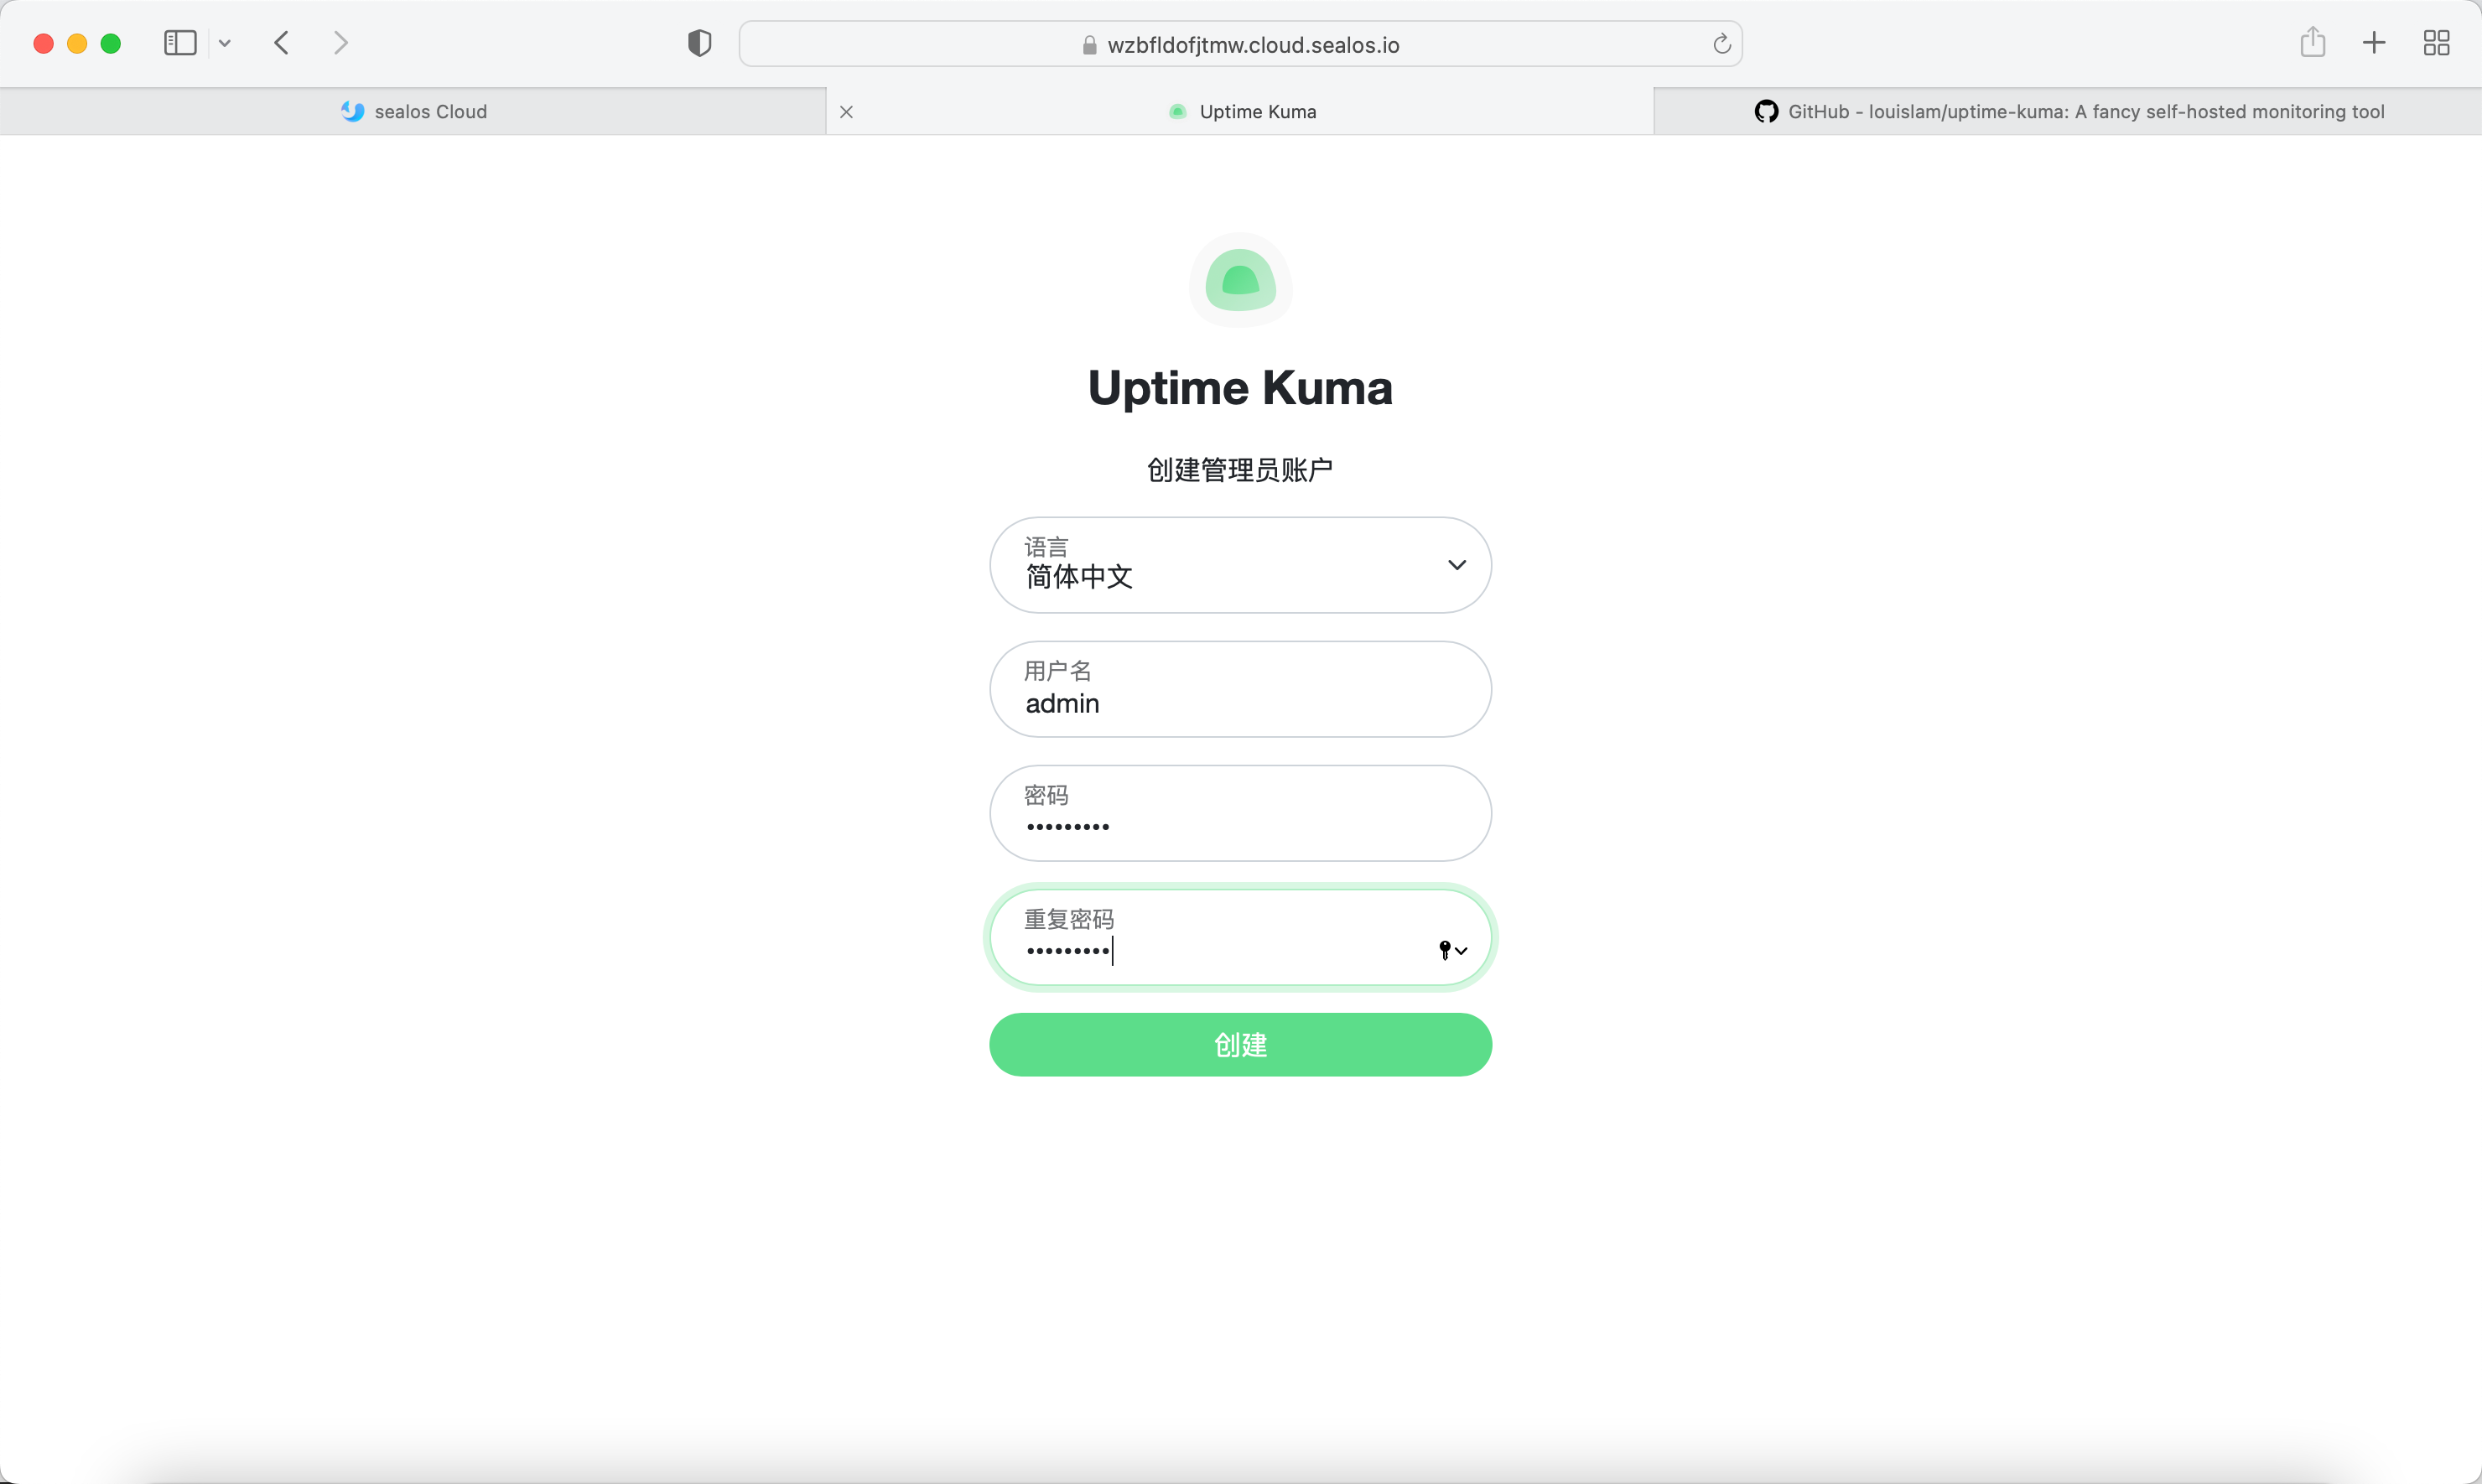 wzbfldofjtmw.cloud.sealos.io
sealos Cloud
Uptime Kuma
GitHub - louislam/uptime-kuma: A fancy self-hosted monitoring tool
Uptime Kuma
创建管理员账户
语言
简体中文
用户名
admin
密码
•••••••••
重复密码
•••••••••
创建